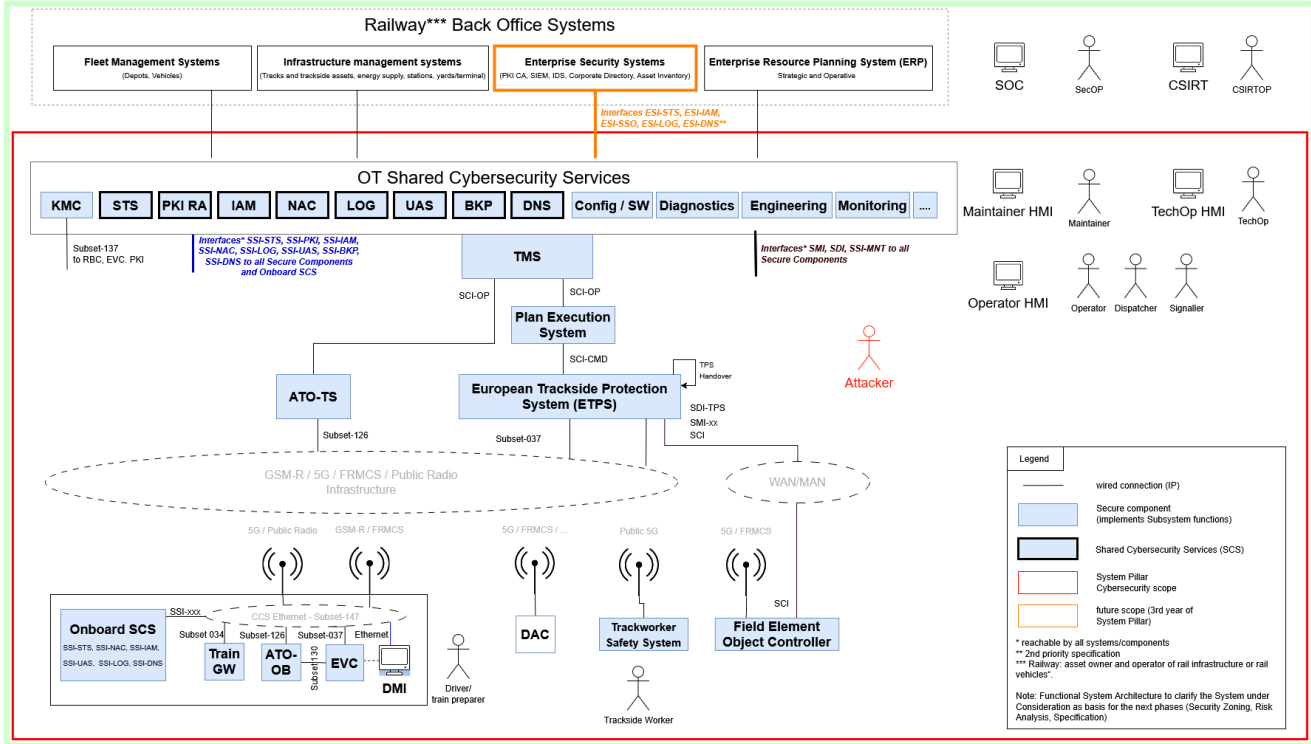 Railway*** Back Office Systems
Fleet Management Systems
(Depots, Vehicles)
Infrastructure management systems
(Tracks and trackside assets, energy supply, stations, yards/terminal)
Enterprise Security Systems
(PKI CA, SIEM, IDS, Corporate Directory, Asset Inventory)
Enterprise Resource Planning System (ERP)
Strategic and Operative
SOC
SecOP
CSIRT
CSIRTOP
Interfaces ESI-STS, ESI-IAM,
ESI-SSO, ESI-LOG, ESI-DNS**
OT Shared Cybersecurity Services
KMC
STS
PKI RA
IAM
NAC
LOG
UAS
BKP
DNS
Config / SW
Diagnostics
Engineering
Monitoring
....
Maintainer HMI
Maintainer
TechOp HMI
TechOp
Subset-137
to RBC, EVC. PKI
Interfaces* SSI-STS, SSI-PKI, SSI-IAM,
SSI-NAC, SSI-LOG, SSI-UAS, SSI-BKP,
SSI-DNS to all Secure Components
and Onboard SCS
TMS
Interfaces* SMI, SDI, SSI-MNT to all
Secure Components
Operator HMI
Operator
Dispatcher
Signaller
SCI-OP
SCI-OP
Plan Execution
System
SCI-CMD
Attacker
TPS
Handover
ATO-TS
European Trackside Protection
System (ETPS)
SDI-TPS
SMI-xx
SCI
Subset-126
Subset-037
GSM-R / 5G / FRMCS / Public Radio
Infrastructure
WAN/MAN
5G / Public Radio
GSM-R / FRMCS
5G / FRMCS / ...
Public 5G
5G / FRMCS
SCI
SSI-xxx
CCS Ethernet - Subset-147
Onboard SCS
SSI-STS, SSI-NAC, SSI-IAM,
SSI-UAS, SSI-LOG, SSI-DNS
Subset 034
Subset-126
Subset-037
Ethernet
Train
GW
ATO-
OB
Subset-130
EVC
DMI
Driver/
train preparer
DAC
Trackworker
Safety System
Field Element
Object Controller
Trackside Worker
Legend
wired connection (IP)
Secure component
(implements Subsystem functions)
Shared Cybersecurity Services (SCS)
System Pillar
Cybersecurity scope
future scope (3rd year of
System Pillar)
* reachable by all systems/components
** 2nd priority specification
*** Railway: asset owner and operator of rail infrastructure or rail
vehicles".
Note: Functional System Architecture to clarify the System under
Consideration as basis for the next phases (Security Zoning, Risk
Analysis, Specification)